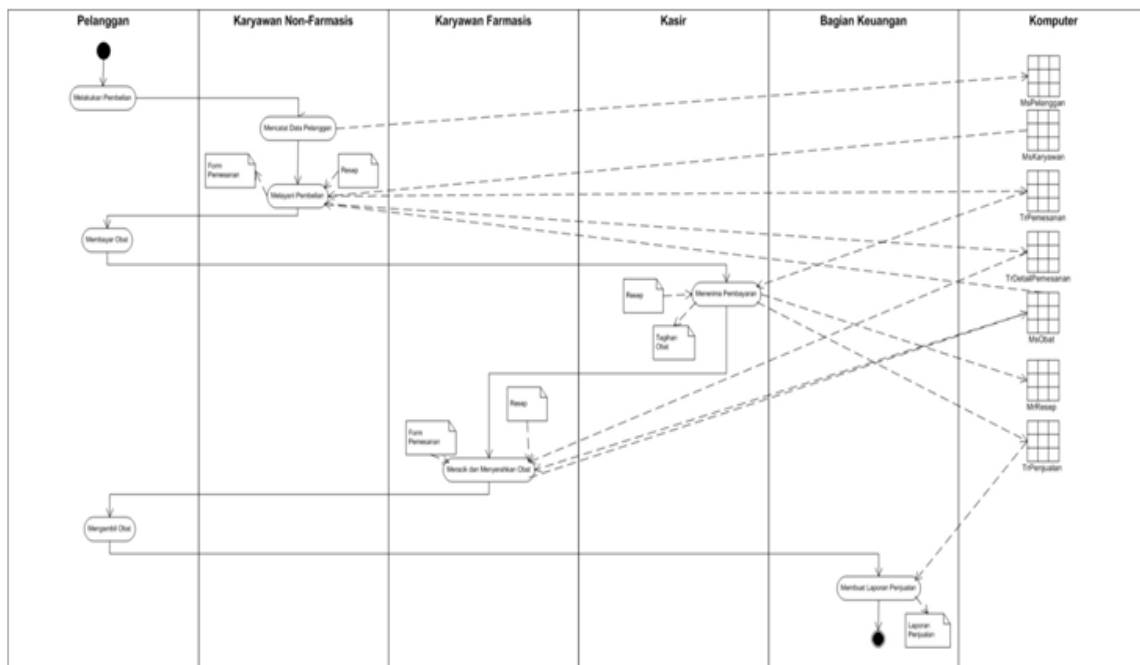 Pelanggan
Karyawan Non-Farmasis
Karyawan Farmasis
Kasir
Bagian Keuangan
Komputer
Melakukan Pembelian
MsPelanggan
Mencatat Data Pelanggan
MsKaryawan
Form
Pemesanan
Resep
Melayani Pembelian
TrPemesanan
Membayar Obat
TrDetailPemesanan
Resep
Menerima Pembayaran
MsObat
Tagihan
Obat
MrResep
Resep
Form
Pemesanan
Meracik dan Menyerahkan Obat
TrPenjualan
Mengambil Obat
Membuat Laporan Penjualan
Laporan
Penjualan